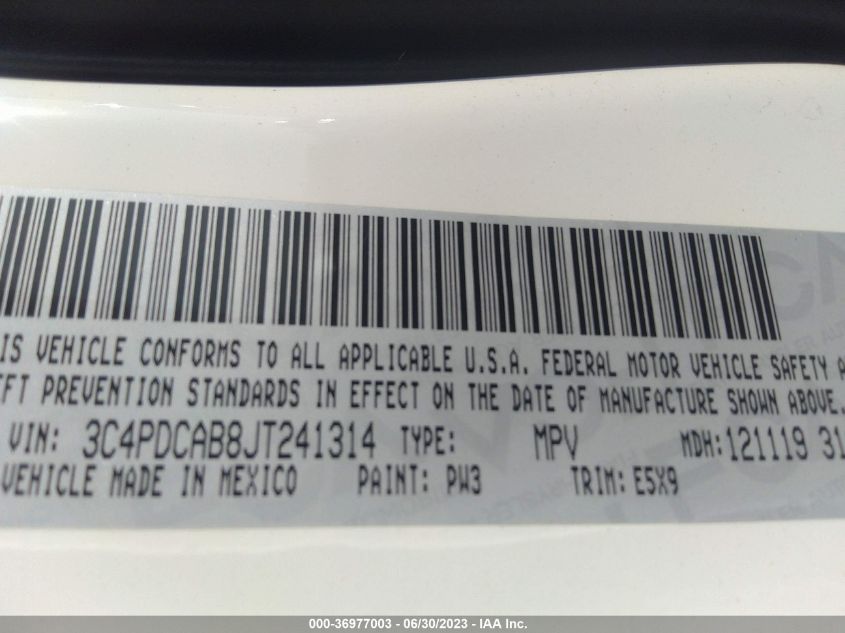 IS VEHICLE CONFORMS TO ALL APPLICABLE U.S.A. FEDERAL MOTOR VEHICLE SAFETY A
EFT PREVENTION STANDARDS IN EFFECT ON THE DATE OF MANUFACTURE SHOWN ABOVE.
VIN: 3C4PDCAB8JT241314 TYPE: MPV MDH: 121119 31
VEHICLE MADE IN MEXICO PAINT: PW3 TRIM: E5X9
000-36977003 - 06/30/2023 - IAA Inc.